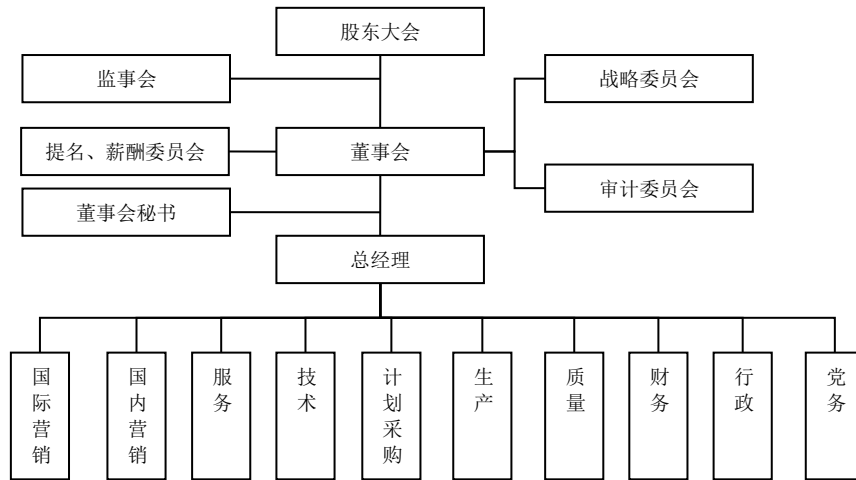 股东大会
监事会
战略委员会
提名、薪酬委员会
董事会
审计委员会
董事会秘书
总经理
国际营销
国内营销
服务
技术
计划采购
生产
质量
财务
行政
党务